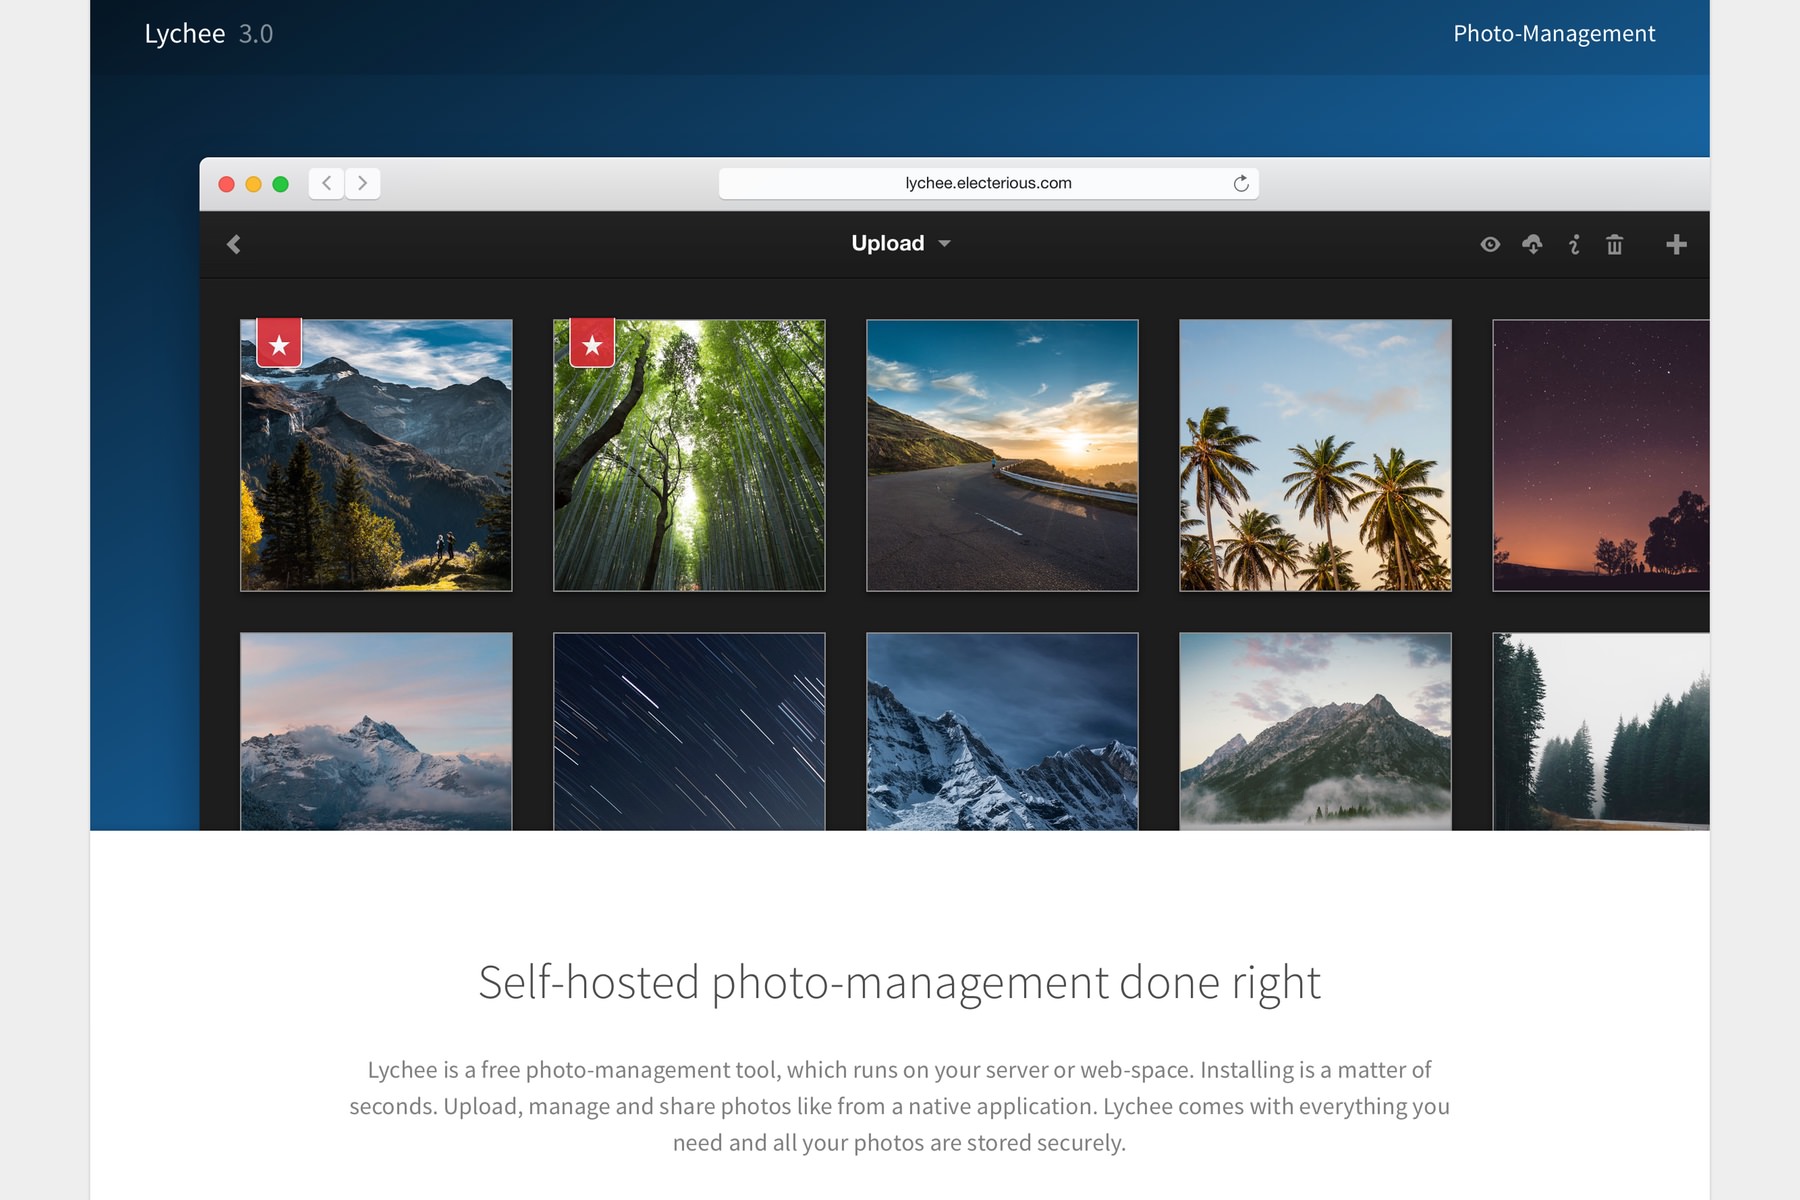 Lychee 3.0
Photo-Management
lychee.electerious.com
Upload
Self-hosted photo-management done right
Lychee is a free photo-management tool, which runs on your server or web-space. Installing is a matter of
seconds. Upload, manage and share photos like from a native application. Lychee comes with everything you
need and all your photos are stored securely.